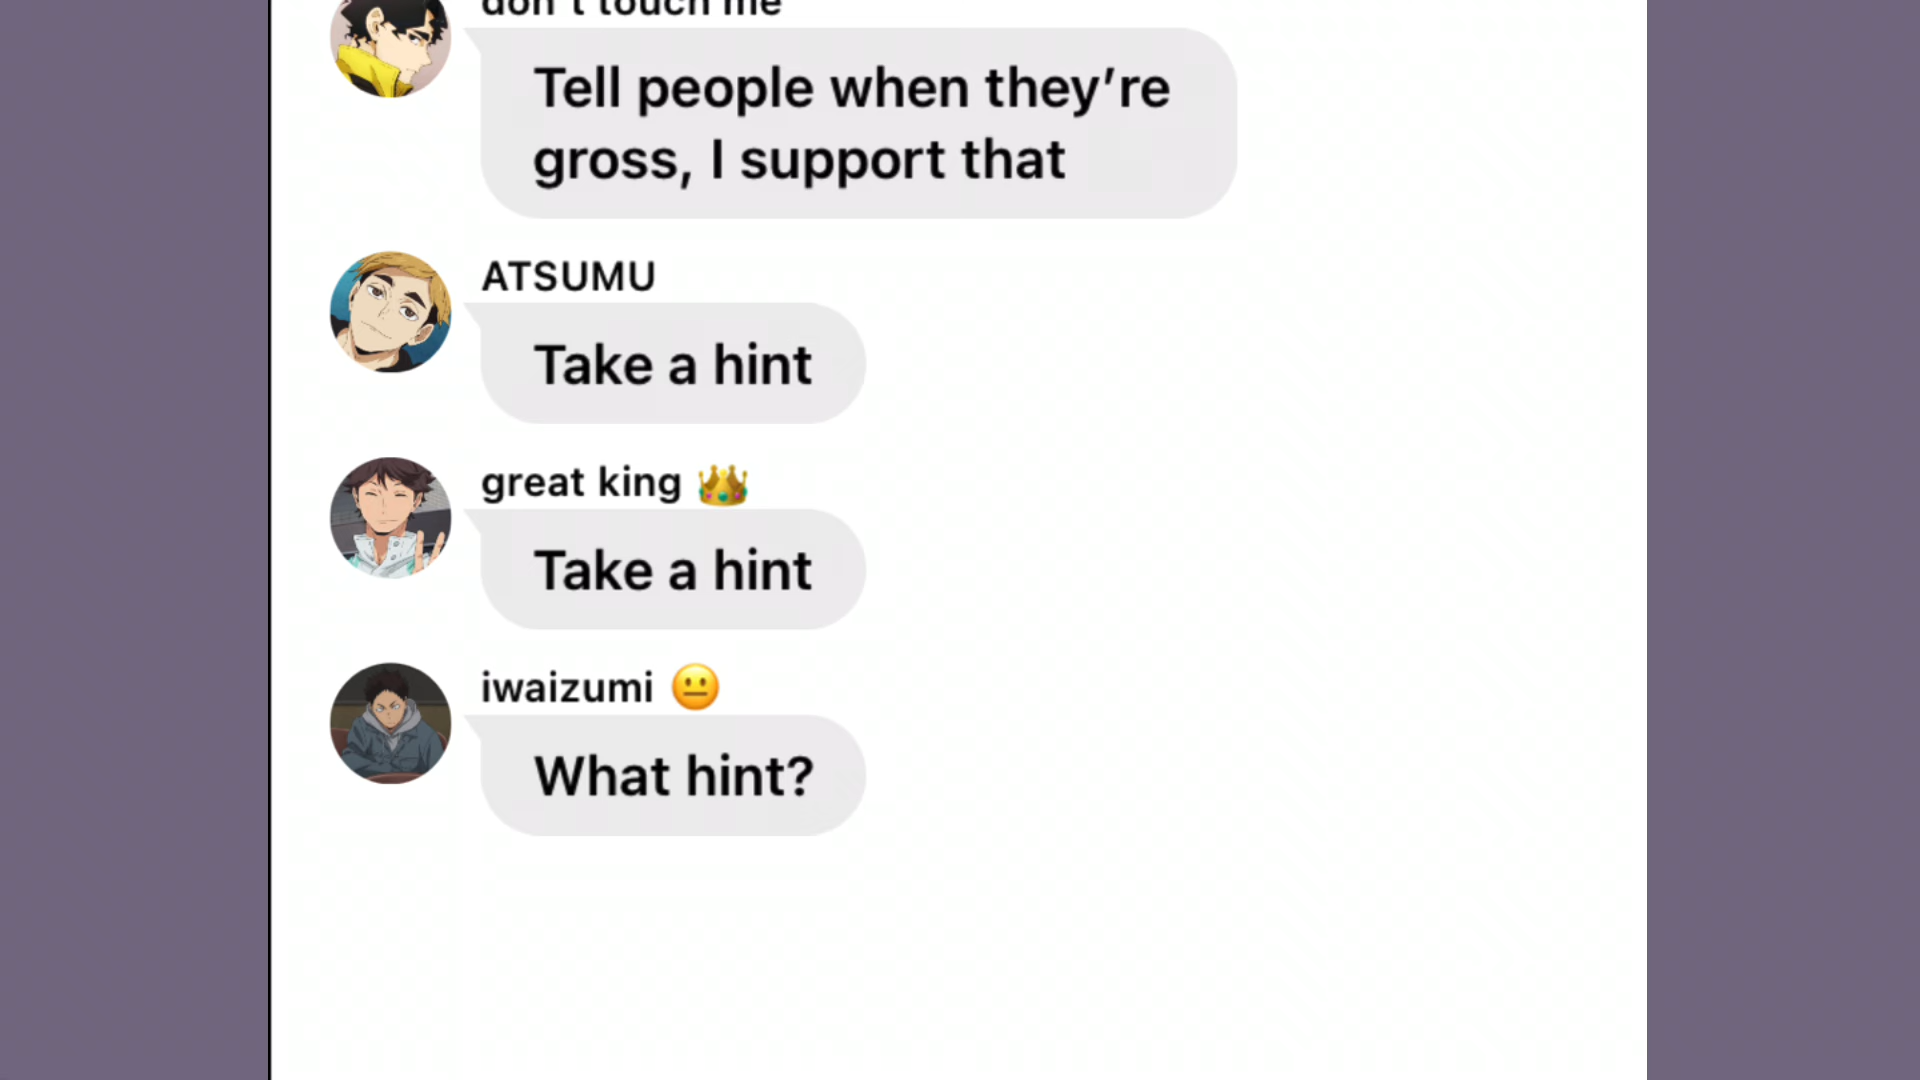 don't touch me
Tell people when they’re
gross, I support that
ATSUMU
Take a hint
great king 👑
Take a hint
iwaizumi 😐
What hint?